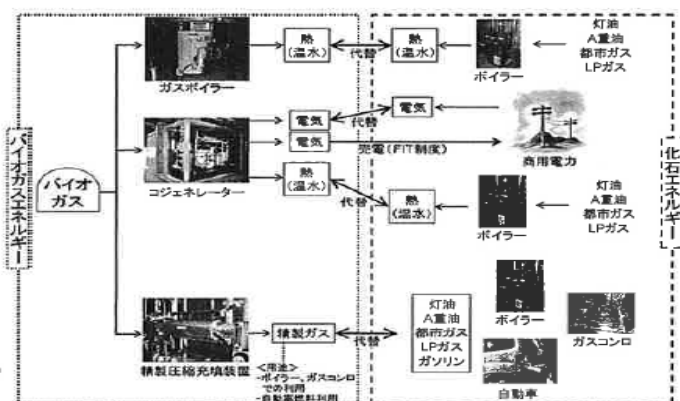 バイオガスエネルギー
バイオ
ガス
ガスボイラー
熱
(温水)
代替
熱
(温水)
ボイラー
灯油
A重油
都市ガス
LPガス
コジェネレーター
電気
代替
電気
電気
売電(FIT制度)
商用電力
熱
(温水)
代替
熱
(温水)
ボイラー
灯油
A重油
都市ガス
LPガス
精製圧縮充填装置
精製ガス
代替
<用途>
・ボイラー、ガスコンロ
での利用
・自動車燃料利用
灯油
A重油
都市ガス
LPガス
ガソリン
ボイラー
ガスコンロ
自動車
化石エネルギー